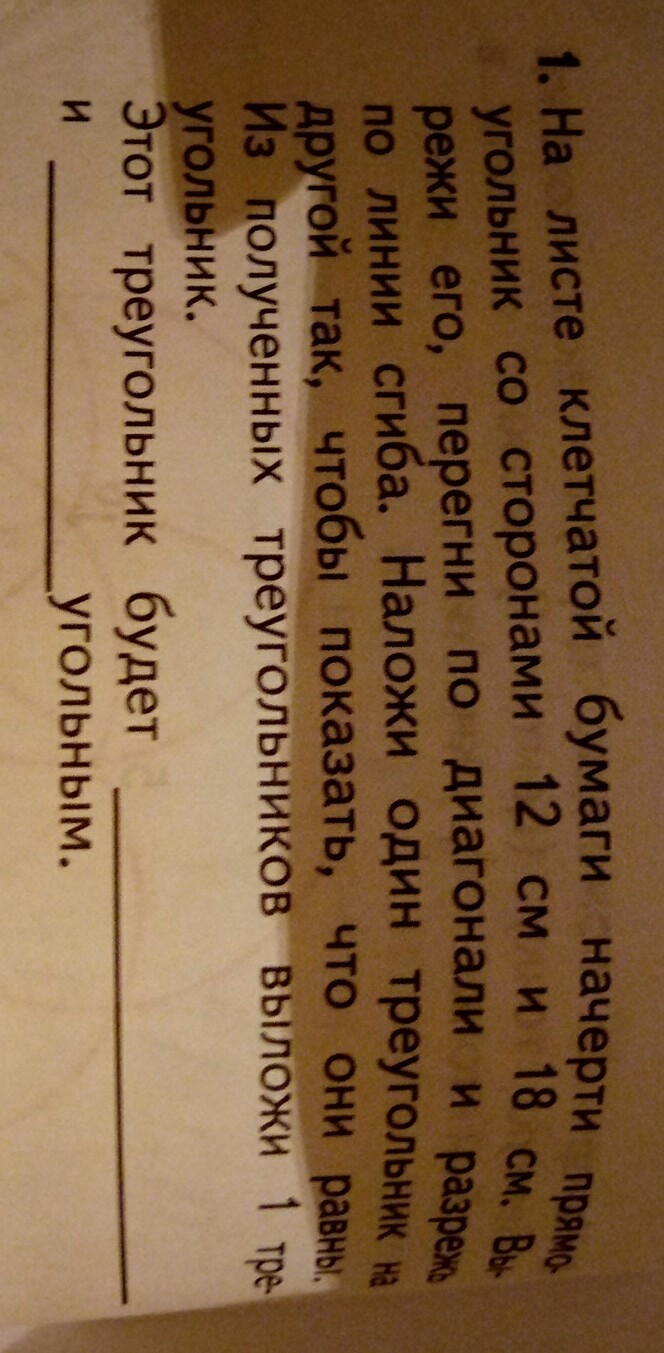 1. На листе клетчатой бумаги начерти прямо-
угольник со сторонами 12 см и 18 см. Вы-
режи его, перегни по диагонали и разрежь
по линии сгиба. Наложи один треугольник на
другой так, чтобы показать, что они равны.
Из полученных треугольников выложи 1 тре-
угольник.
Этот треугольник будет ____________
и ____________угольным.